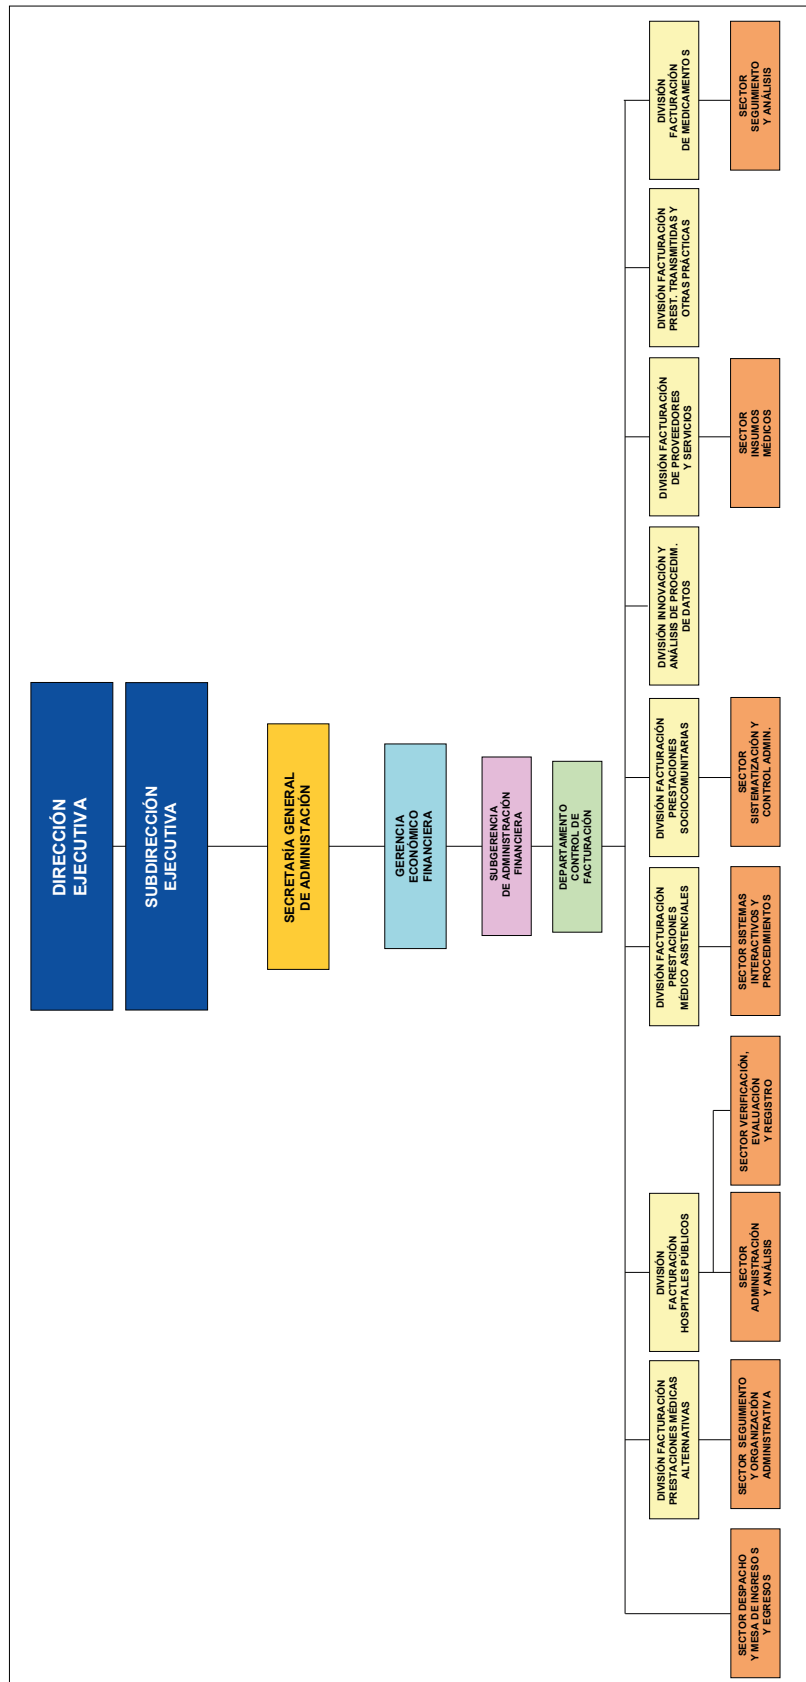 DIRECCIÓN
EJECUTIVA
SUBDIRECCIÓN
EJECUTIVA
SECRETARÍA GENERAL
DE ADMINISTACIÓN
GERENCIA
ECONÓMICO
FINANCIERA
SUBGERENCIA
DE ADMINISTRACIÓN
FINANCIERA
DEPARTAMENTO
CONTROL DE
FACTURACIÓN
DIVISIÓN FACTURACIÓN
PRESTACIONES MÉDICAS
ALTERNATIVAS
DIVISIÓN
FACTURACIÓN
HOSPITALES PÚBLICOS
DIVISIÓN FACTURACIÓN
PRESTACIONES
MÉDICO ASISTENCIALES
DIVISIÓN FACTURACIÓN
PRESTACIONES
SOCIOCOMUNITARIAS
DIVISIÓN INNOVACIÓN Y
ANÁLISIS DE PROCEDIM.
DE DATOS
DIVISIÓN FACTURACIÓN
DE PROVEEDORES
Y SERVICIOS
DIVISIÓN FACTURACIÓN
PREST. TRANSMITIDAS Y
OTRAS PRÁCTICAS
DIVISIÓN
FACTURACIÓN
DE MEDICAMENTOS
SECTOR DESPACHO
Y MESA DE INGRESOS
Y EGRESOS
SECTOR SEGUIMIENTO
Y ORGANIZACIÓN
ADMINISTRATIVA
SECTOR
ADMINISTRACIÓN
Y ANÁLISIS
SECTOR VERIFICACIÓN,
EVALUACIÓN
Y REGISTRO
SECTOR SISTEMAS
INTERACTIVOS Y
PROCEDIMIENTOS
SECTOR
SISTEMATIZACIÓN Y
CONTROL ADMIN.
SECTOR
INSUMOS
MÉDICOS
SECTOR
SEGUIMIENTO
Y ANÁLISIS